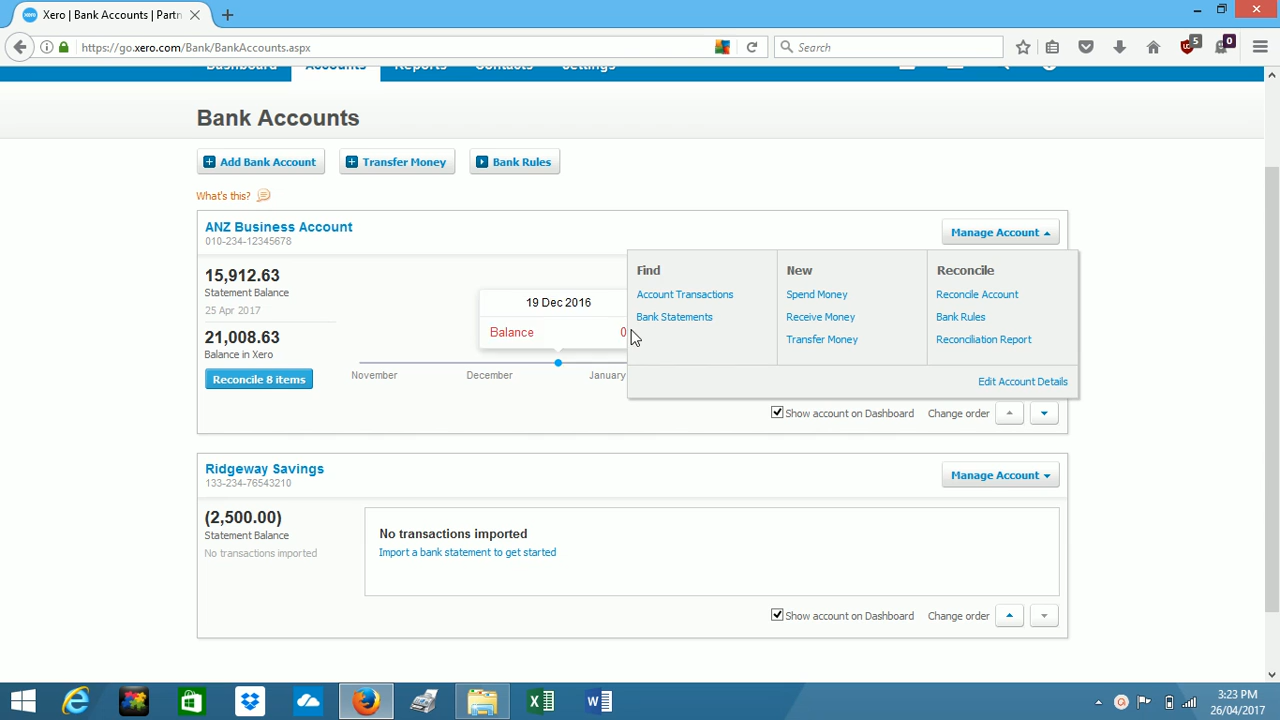 Xero | Bank Accounts | Partn
https://go.xero.com/Bank/BankAccounts.aspx
Search
5
0
Dashboard Accounts Reports Contacts Settings
Bank Accounts
Add Bank Account Transfer Money Bank Rules
What's this?
ANZ Business Account
010-234-12345678
Manage Account
15,912.63
Statement Balance
25 Apr 2017
21,008.63
Balance in Xero
Reconcile 8 items
19 Dec 2016
Balance 0
November December January
Find
Account Transactions
Bank Statements
New
Spend Money
Receive Money
Transfer Money
Reconcile
Reconcile Account
Bank Rules
Reconciliation Report
Edit Account Details
Show account on Dashboard Change order
Ridgeway Savings
133-234-76543210
Manage Account
(2,500.00)
Statement Balance
No transactions imported
No transactions imported
Import a bank statement to get started
Show account on Dashboard Change order
3:23 PM
26/04/2017